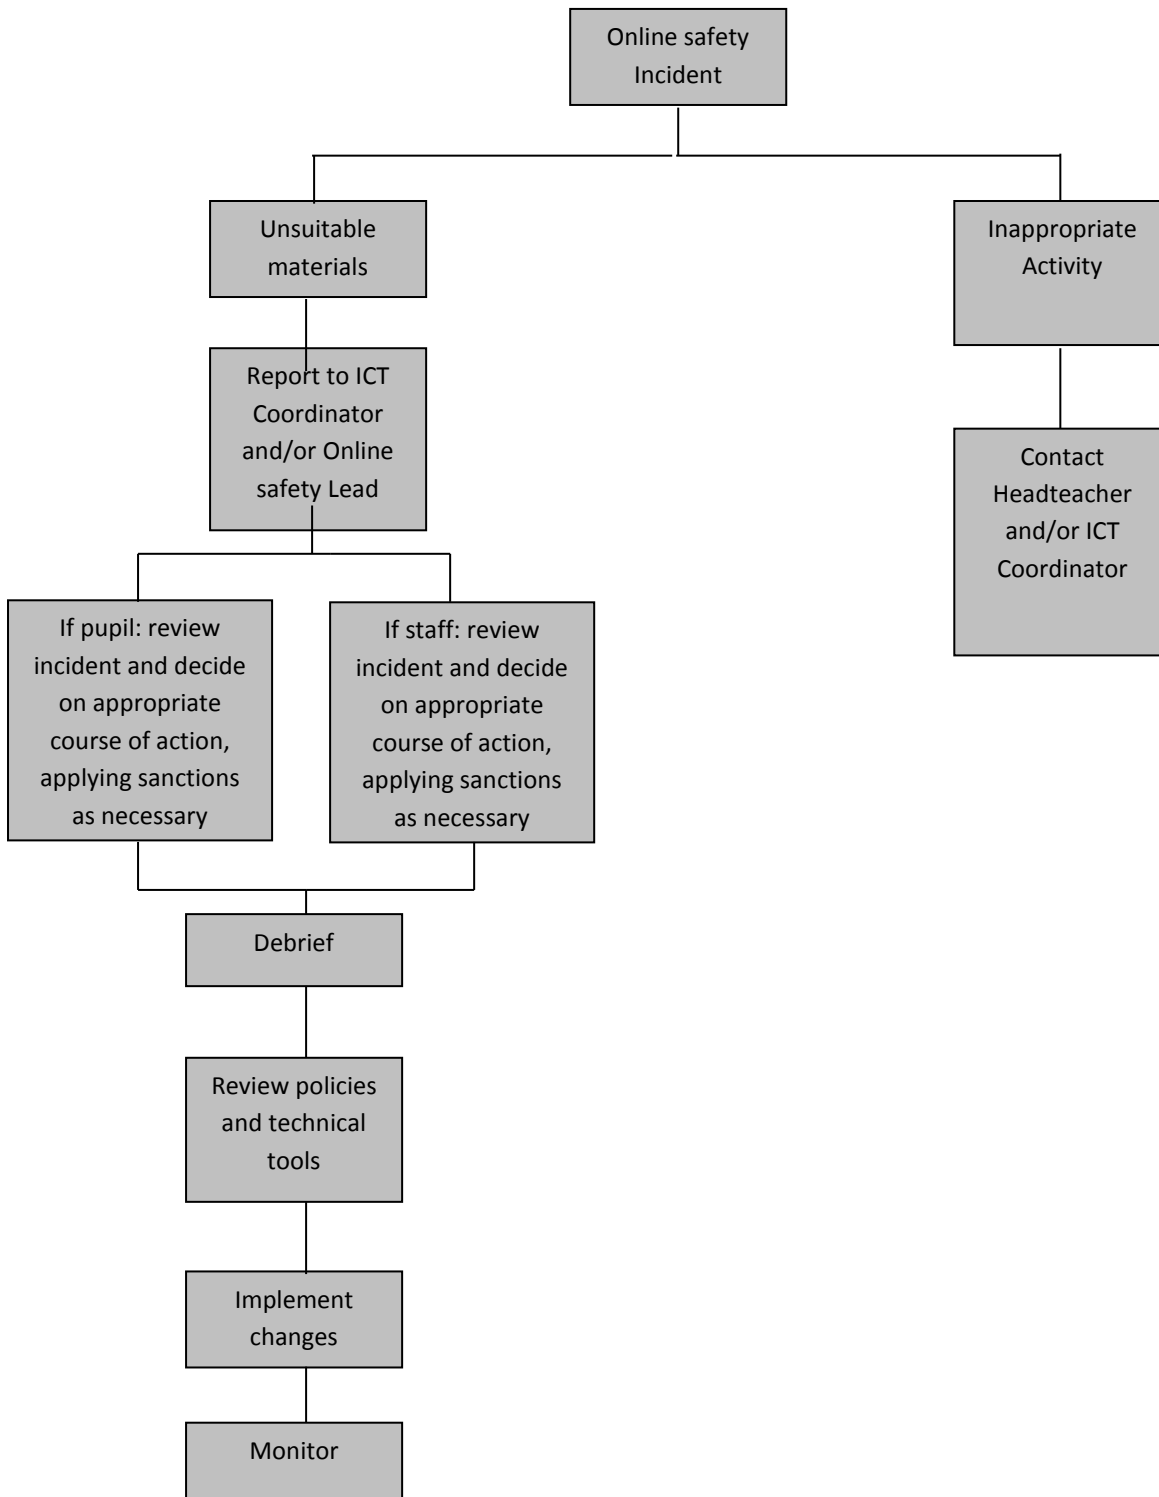 Online safety
Incident
Unsuitable
materials
Inappropriate
Activity
Report to ICT
Coordinator
and/or Online
safety Lead
Contact
Headteacher
and/or ICT
Coordinator
If pupil: review
incident and decide
on appropriate
course of action,
applying sanctions
as necessary
If staff: review
incident and decide
on appropriate
course of action,
applying sanctions
as necessary
Debrief
Review policies
and technical
tools
Implement
changes
Monitor